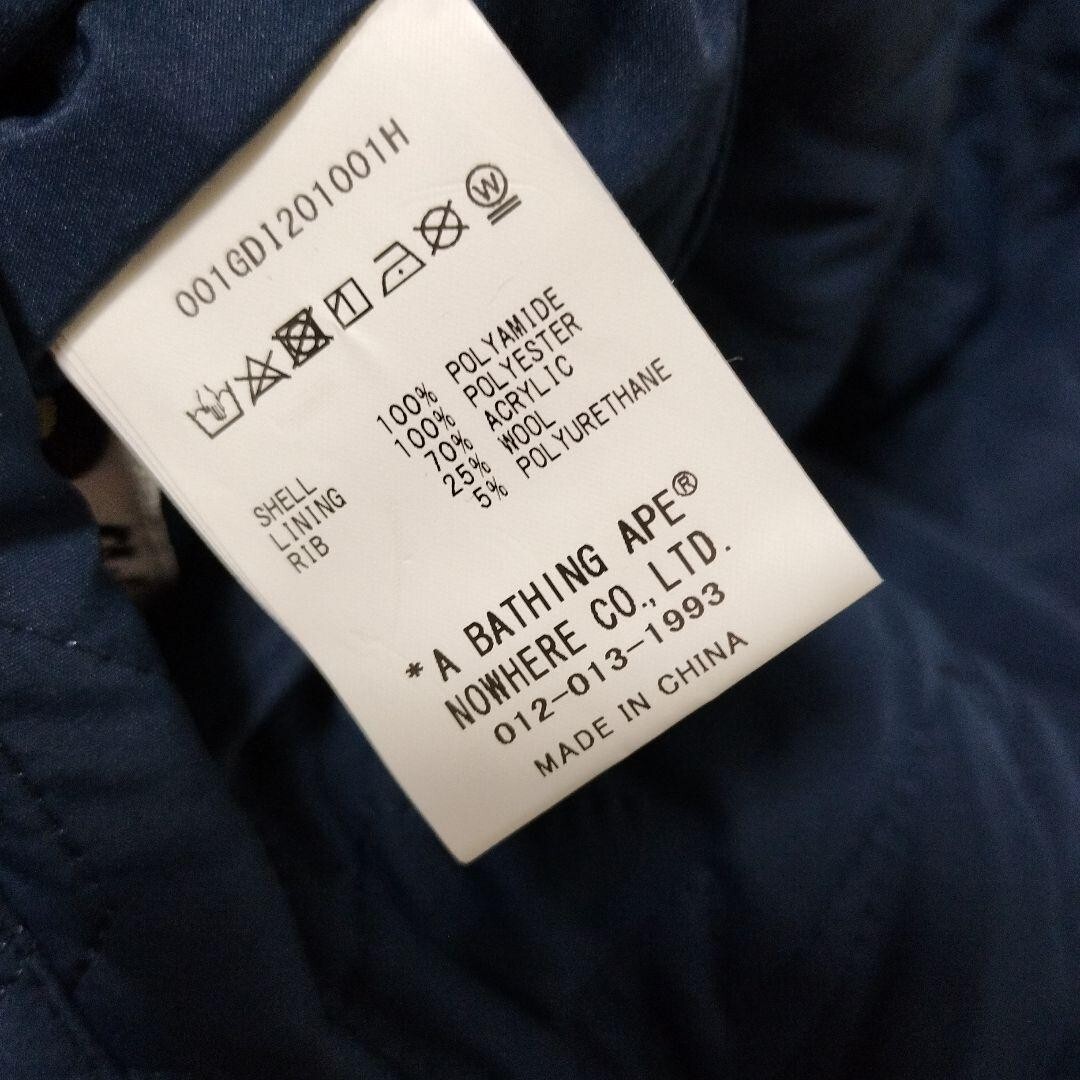 001GDI201001H
W
SHELL 100% POLYAMIDE
LINING 100% POLYESTER
RIB 70% ACRYLIC
25% WOOL
5% POLYURETHANE
*A BATHING APE®
NOWHERE CO.,LTD.
012-013-1993
MADE IN CHINA